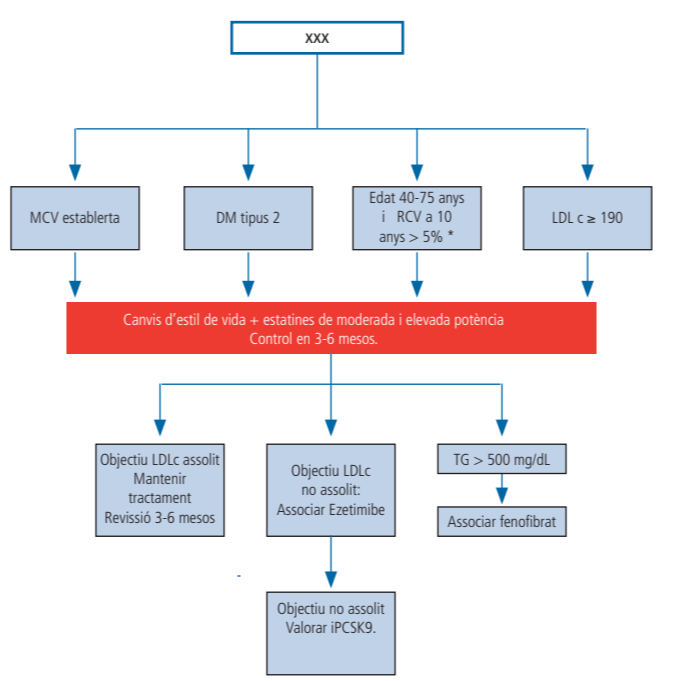 XXX
MCV establerta
DM tipus 2
Edat 40-75 anys
i RCV a 10
anys > 5% *
LDL c ≥ 190
Canvis d'estil de vida + estatines de moderada i elevada potència
Control en 3-6 mesos.
Objectiu LDLc assolit
Mantenir
tractament
Revissió 3-6 mesos
Objectiu LDLc
no assolit:
Associar Ezetimibe
TG > 500 mg/dL
Associar fenofibrat
Objectiu no assolit
Valorar iPCSK9.